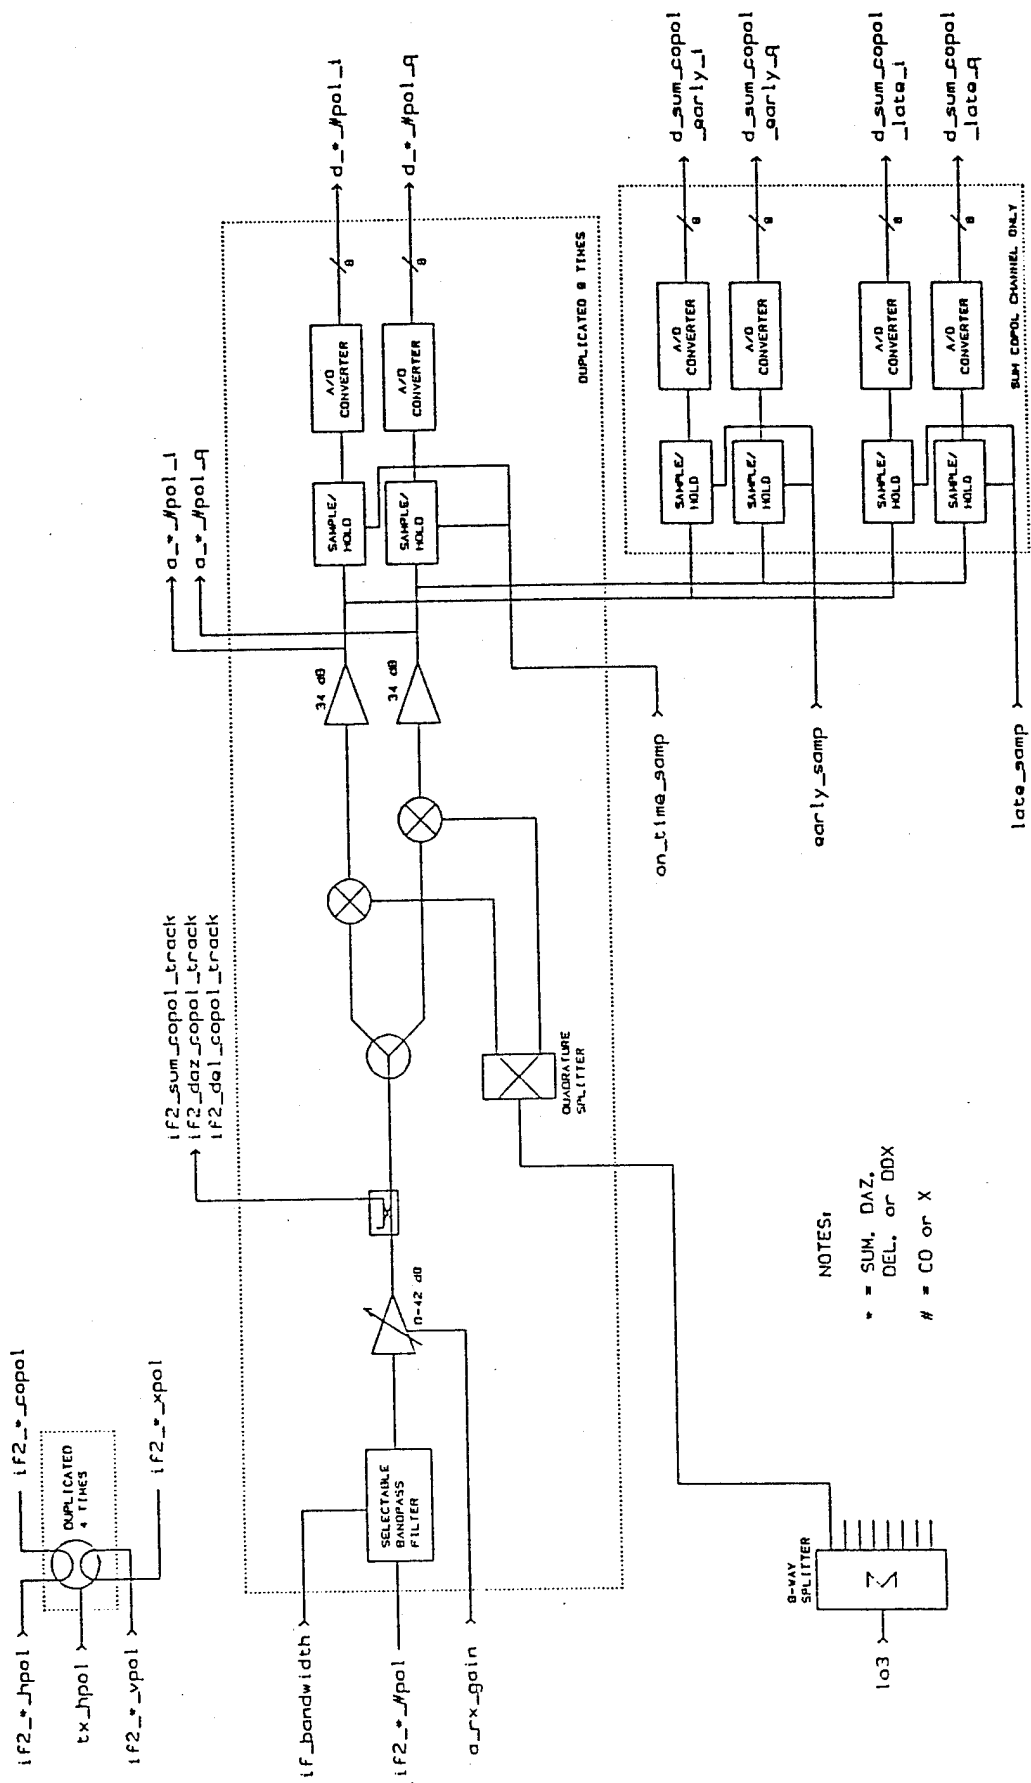 if2_*_hpol
tx_hpol
if2_*_vpol
DUPLICATED
4 TIMES
if2_*_copol
if2_*_xpol
if_bandwidth
if2_*_#pol
a_rx_gain
SELECTABLE
BANDPASS
FILTER
0-42 dB
if2_sum_copol_track
if2_daz_copol_track
if2_del_copol_track
QUADRATURE
SPLITTER
34 dB
34 dB
a_*_#pol_i
a_*_#pol_q
SAMPLE/
HOLD
SAMPLE/
HOLD
A/D
CONVERTER
A/D
CONVERTER
8
8
d_*_#pol_i
d_*_#pol_q
DUPLICATED 8 TIMES
on_time_samp
early_samp
late_samp
SAMPLE/
HOLD
SAMPLE/
HOLD
SAMPLE/
HOLD
SAMPLE/
HOLD
A/D
CONVERTER
A/D
CONVERTER
A/D
CONVERTER
A/D
CONVERTER
8
8
8
8
SUM COPOL CHANNEL ONLY
d_sum_copol
_early_i
d_sum_copol
_early_q
d_sum_copol
_late_i
d_sum_copol
_late_q
lo3
8-WAY
SPLITTER
Σ
NOTES:
* = SUM, DAZ,
DEL, or DDX
# = CO or X